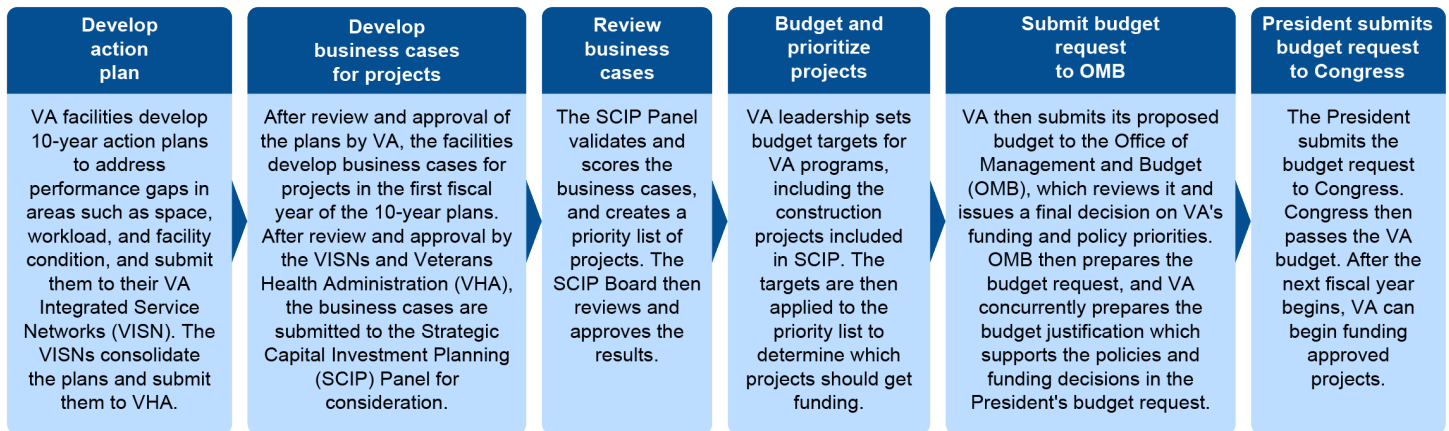 Develop
action
plan
VA facilities develop
10-year action plans
to address
performance gaps in
areas such as space,
workload, and facility
condition, and submit
them to their VA
Integrated Service
Networks (VISN). The
VISNs consolidate
the plans and submit
them to VHA.
Develop
business cases
for projects
After review and approval of
the plans by VA, the facilities
develop business cases for
projects in the first fiscal
year of the 10-year plans.
After review and approval by
the VISNs and Veterans
Health Administration (VHA),
the business cases are
submitted to the Strategic
Capital Investment Planning
(SCIP) Panel for
consideration.
Review
business
cases
The SCIP Panel
validates and
scores the
business cases,
and creates a
priority list of
projects. The
SCIP Board then
reviews and
approves the
results.
Budget and
prioritize
projects
VA leadership sets
budget targets for
VA programs,
including the
construction
projects included
in SCIP. The
targets are then
applied to the
priority list to
determine which
projects should get
funding.
Submit budget
request
to OMB
VA then submits its proposed
budget to the Office of
Management and Budget
(OMB), which reviews it and
issues a final decision on VA's
funding and policy priorities.
OMB then prepares the
budget request, and VA
concurrently prepares the
budget justification which
supports the policies and
funding decisions in the
President's budget request.
President submits
budget request
to Congress
The President
submits the
budget request
to Congress.
Congress then
passes the VA
budget. After the
next fiscal year
begins, VA can
begin funding
approved
projects.